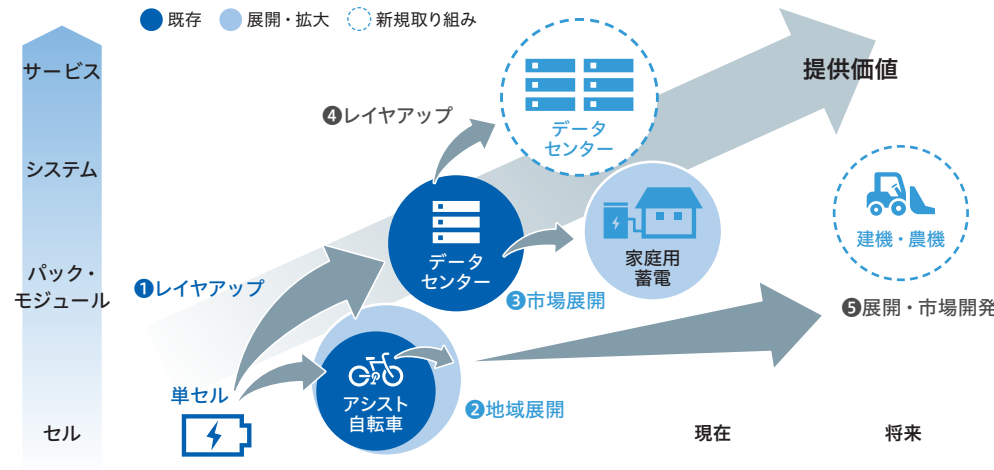 既存
展開・拡大
新規取り組み
サービス
システム
パック・
モジュール
セル
提供価値
❹レイヤアップ
データ
センター
データ
センター
家庭用
蓄電
建機・農機
❶レイヤアップ
❸市場展開
❺展開・市場開発
単セル
アシスト
自転車
❷地域展開
現在
将来